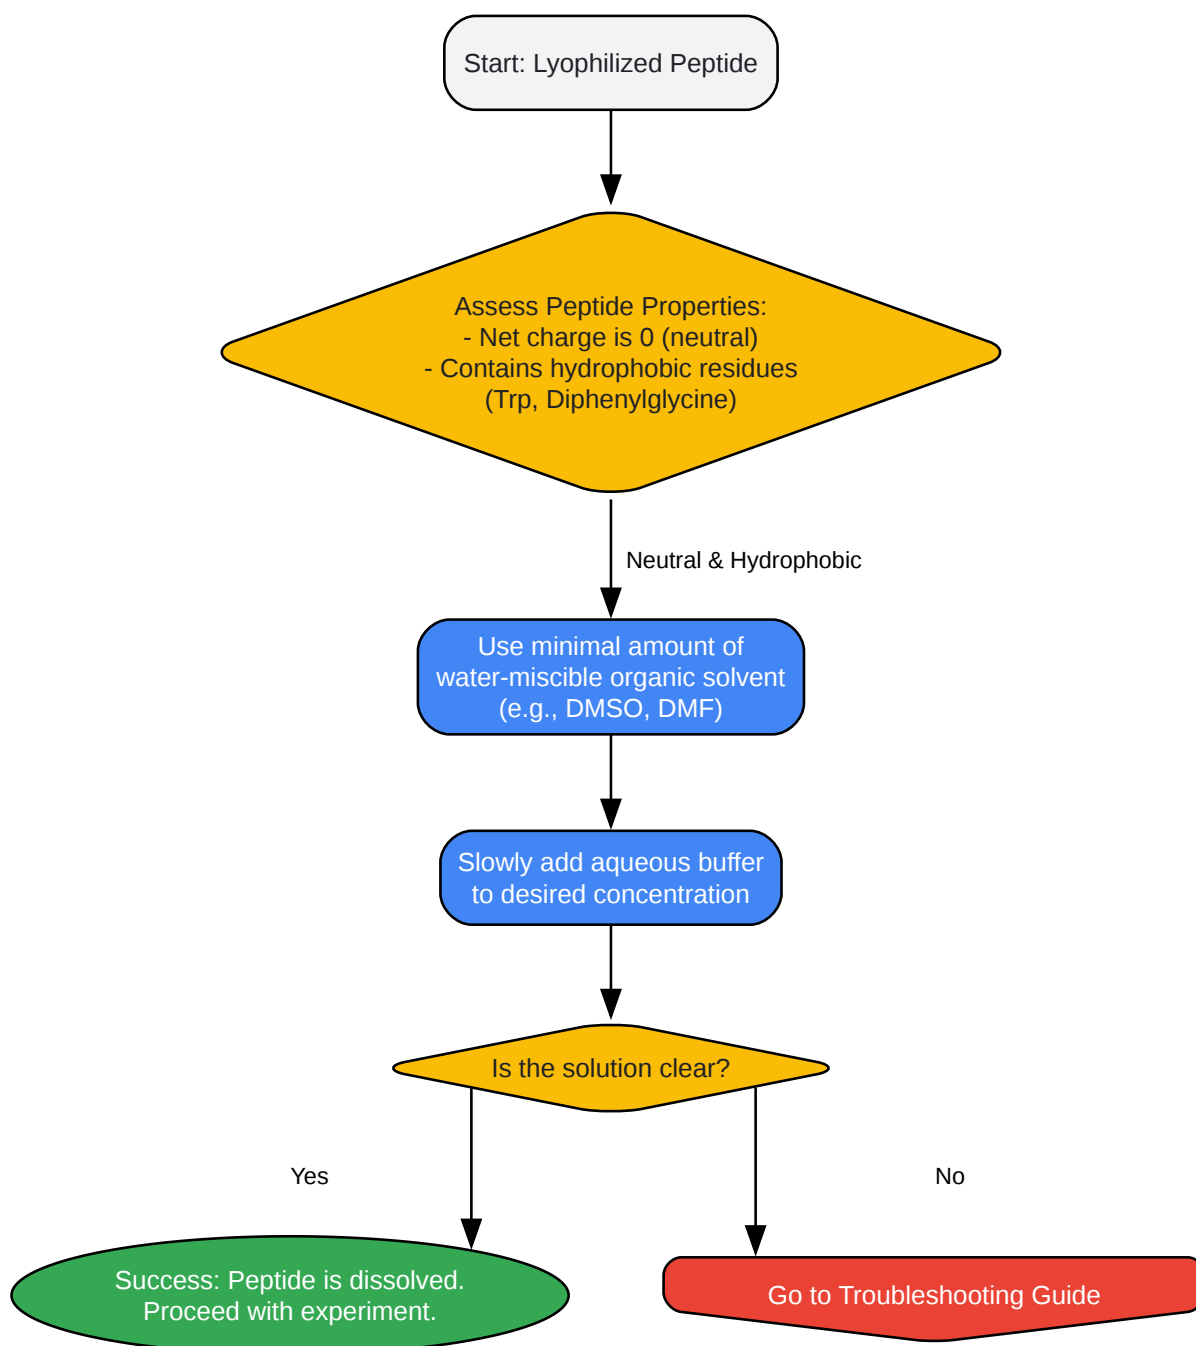 Start: Lyophilized Peptide
Assess Peptide Properties:
- Net charge is 0 (neutral)
- Contains hydrophobic residues
(Trp, Diphenylglycine)
Neutral & Hydrophobic
Use minimal amount of
water-miscible organic solvent
(e.g., DMSO, DMF)
Slowly add aqueous buffer
to desired concentration
Is the solution clear?
Yes
No
Success: Peptide is dissolved.
Proceed with experiment.
Go to Troubleshooting Guide